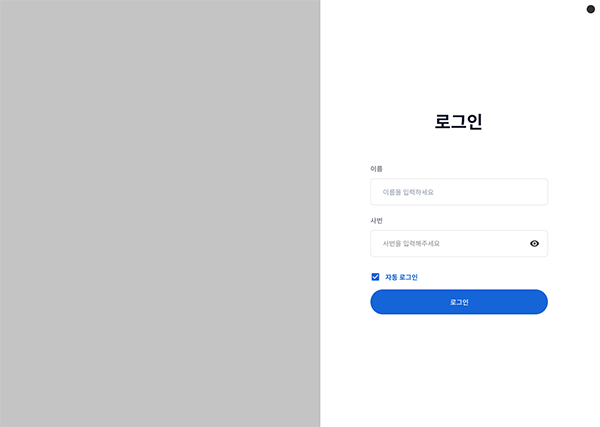 로그인
이름
이름을 입력하세요
사번
사번을 입력해주세요
자동 로그인
로그인